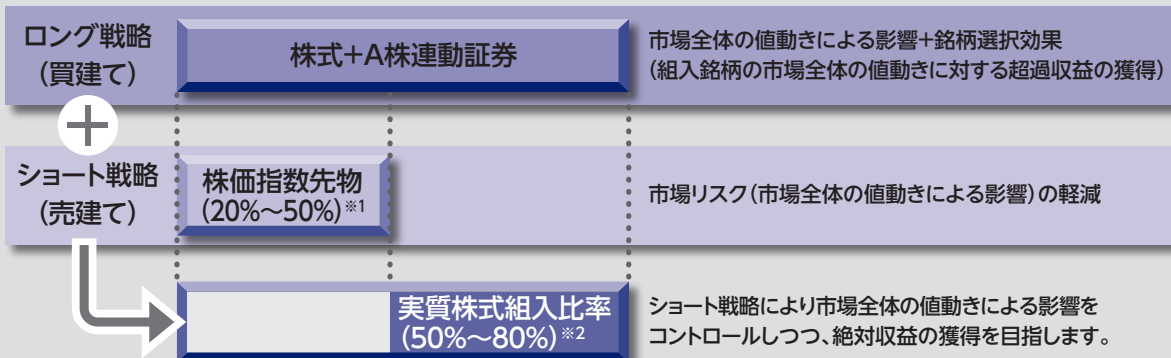 ロング戦略
(買建て)
株式+A株連動証券
市場全体の値動きによる影響+銘柄選択効果
(組入銘柄の市場全体の値動きに対する超過収益の獲得)
+
ショート戦略
(売建て)
株価指数先物
(20%～50%)※1
市場リスク(市場全体の値動きによる影響)の軽減
実質株式組入比率
(50%～80%)※2
ショート戦略により市場全体の値動きによる影響を
コントロールしつつ、絶対収益の獲得を目指します。